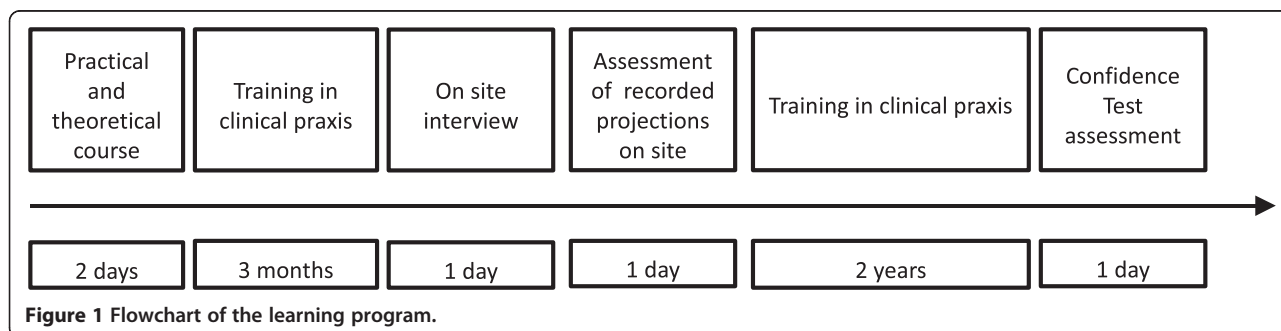 Practical
and
theoretical
course
Training in
clinical praxis
On site
interview
Assessment
of recorded
projections
on site
Training in clinical praxis
Confidence
Test
assessment
2 days
3 months
1 day
1 day
2 years
1 day
Figure 1 Flowchart of the learning program.